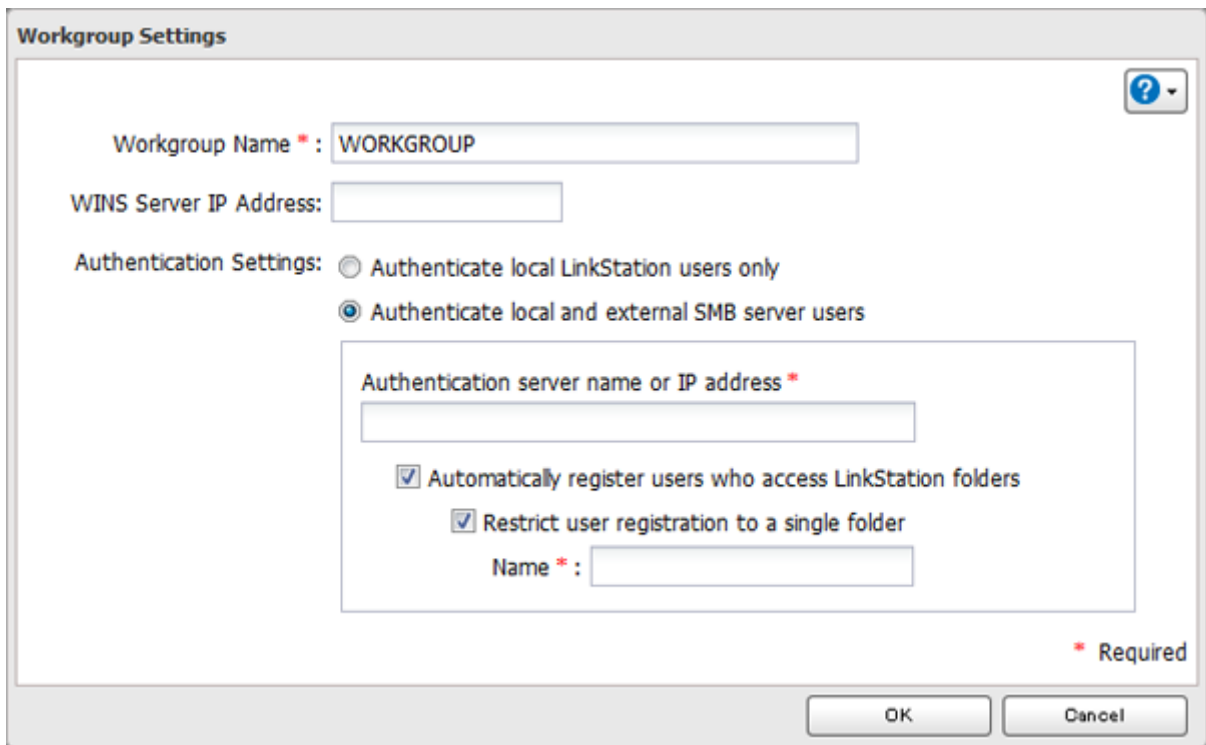 Workgroup Settings
?
Workgroup Name * : WORKGROUP
WINS Server IP Address:
Authentication Settings: Authenticate local LinkStation users only
Authenticate local and external SMB server users
Authentication server name or IP address *
Automatically register users who access LinkStation folders
Restrict user registration to a single folder
Name * :
* Required
OK Cancel